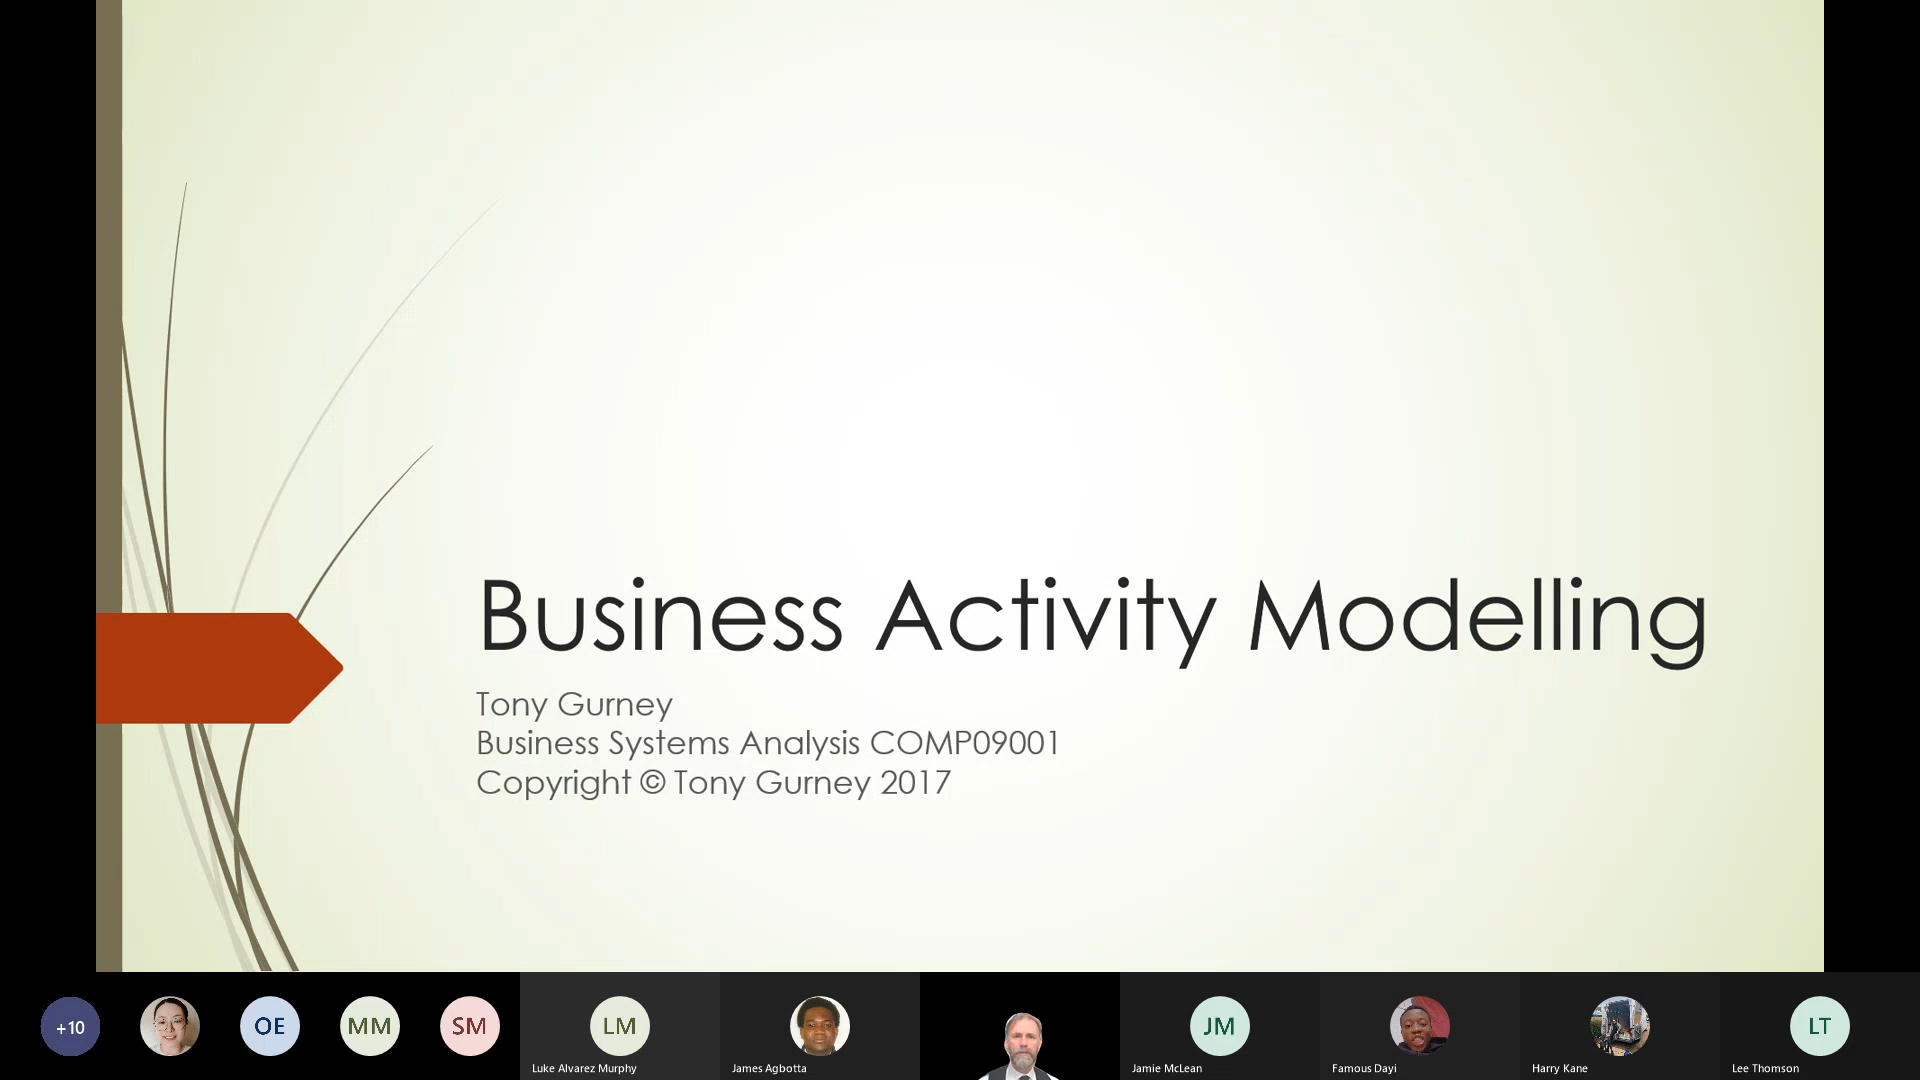 Business Activity Modelling
Tony Gurney
Business Systems Analysis COMP09001
Copyright © Tony Gurney 2017
+10
OE
MM
SM
LM
Luke Alvarez Murphy
James Agbotta
JM
Jamie McLean
Famous Dayi
Harry Kane
LT
Lee Thomson